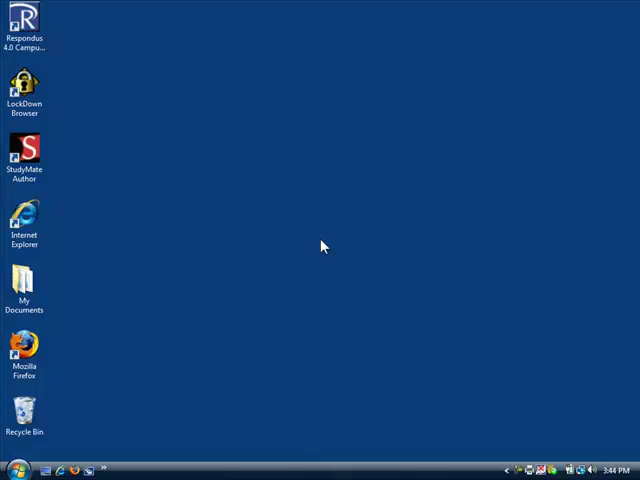 R
Respondus
4.0 Campu...
LockDown
Browser
S
StudyMate
Author
Internet
Explorer
My
Documents
Mozilla
Firefox
Recycle Bin
3:44 PM